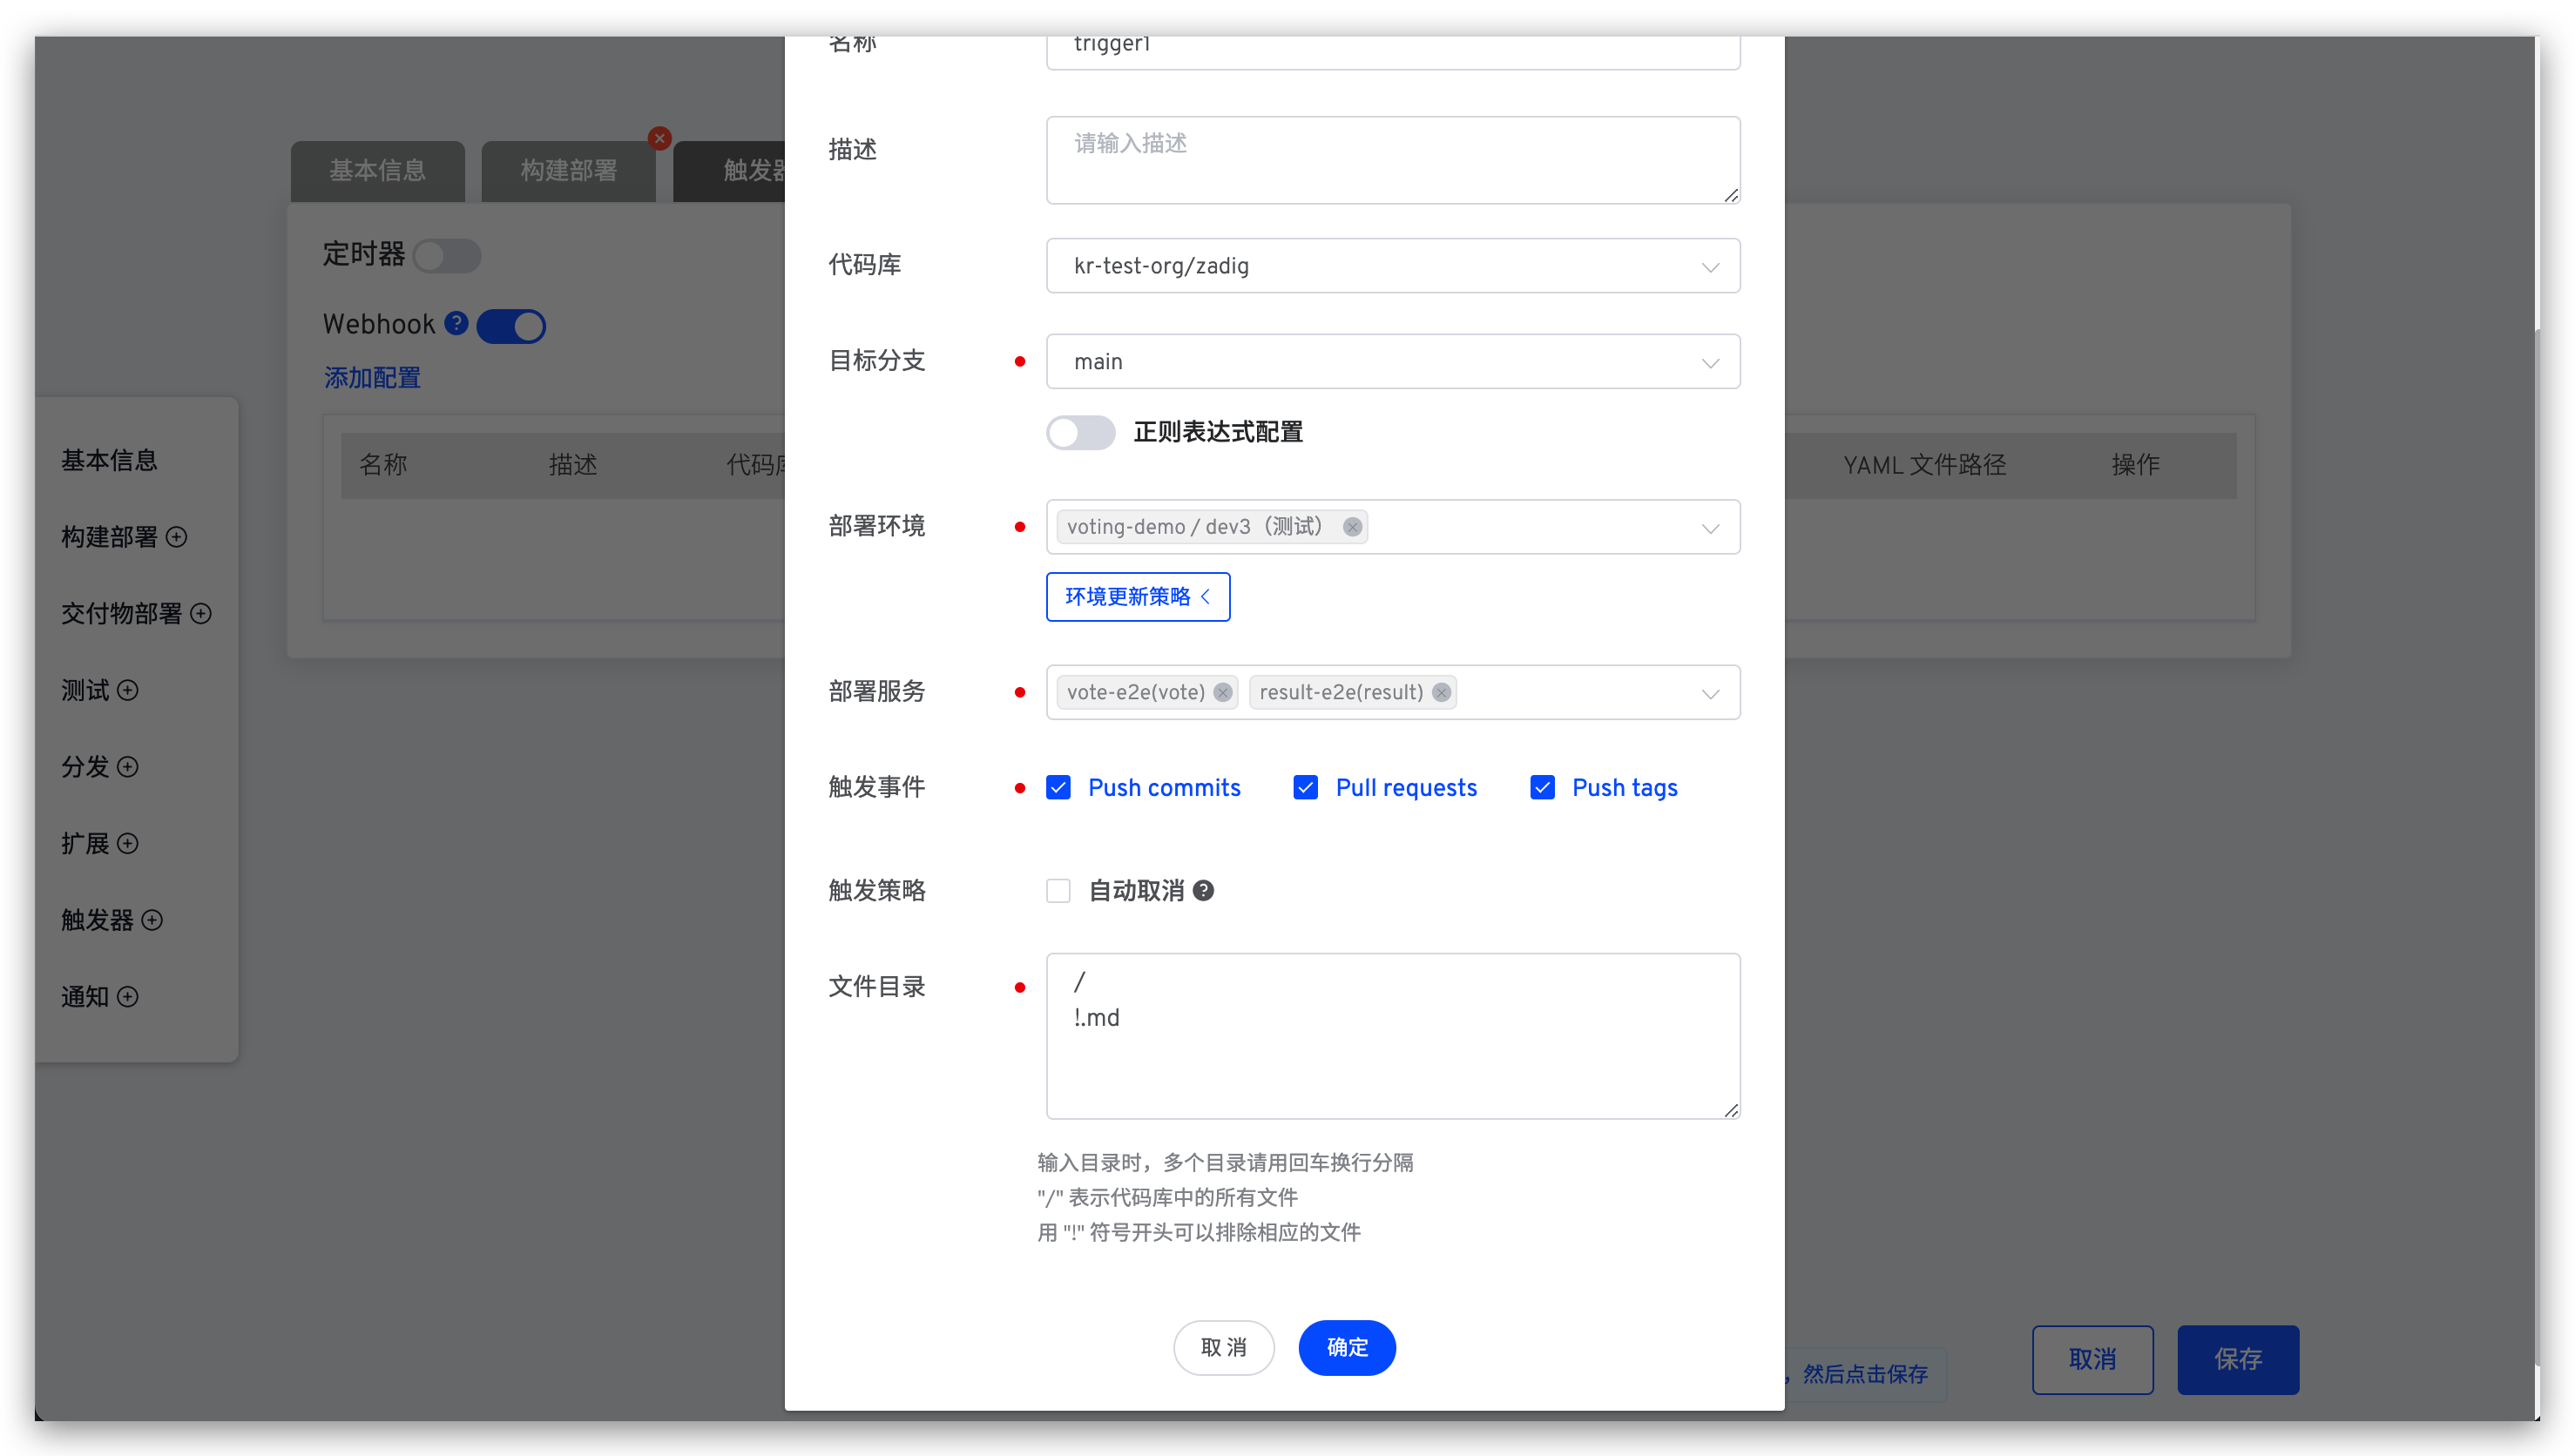 基本信息
构建部署
触发器
定时器
Webhook
添加配置
名称 描述 代码库
YAML 文件路径 操作
基本信息
构建部署
交付物部署
测试
分发
扩展
触发器
通知
名称 trigger1
描述 请输入描述
代码库 kr-test-org/zadig
目标分支 main
正则表达式配置
部署环境 voting-demo / dev3（测试）
环境更新策略
部署服务 vote-e2e(vote) result-e2e(result)
触发事件 Push commits Pull requests Push tags
触发策略 自动取消
文件目录 /
!.md
输入目录时，多个目录请用回车换行分隔
"/" 表示代码库中的所有文件
用 "!" 符号开头可以排除相应的文件
取 消 确定
，然后点击保存
取消 保存